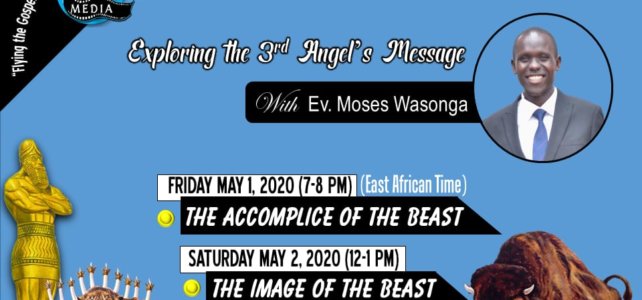 MEDIA
"Flying the Gospel
Exploring the 3rd Angel's Message
With Ev. Moses Wasonga
FRIDAY MAY 1, 2020 (7-8 PM) (East African Time)
THE ACCOMPLICE OF THE BEAST
SATURDAY MAY 2, 2020 (12-1 PM)
THE IMAGE OF THE BEAST